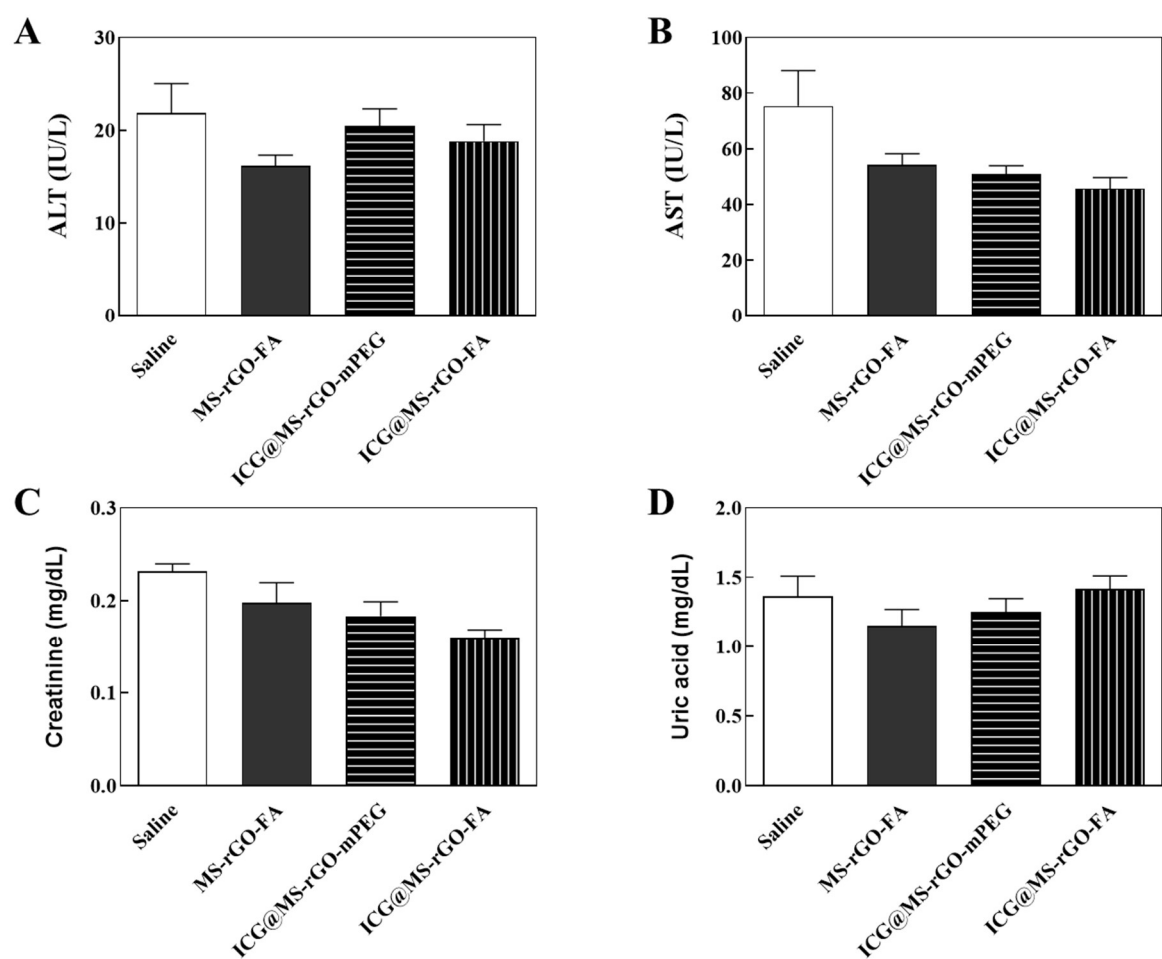 A
ALT (IU/L)
30
20
10
0
Saline
MS-rGO-FA
ICG@MS-rGO-mPEG
ICG@MS-rGO-FA
B
AST (IU/L)
100
80
60
40
20
0
Saline
MS-rGO-FA
ICG@MS-rGO-mPEG
ICG@MS-rGO-FA
C
Creatinine (mg/dL)
0.3
0.2
0.1
0.0
Saline
MS-rGO-FA
ICG@MS-rGO-mPEG
ICG@MS-rGO-FA
D
Uric acid (mg/dL)
2.0
1.5
1.0
0.5
0.0
Saline
MS-rGO-FA
ICG@MS-rGO-mPEG
ICG@MS-rGO-FA